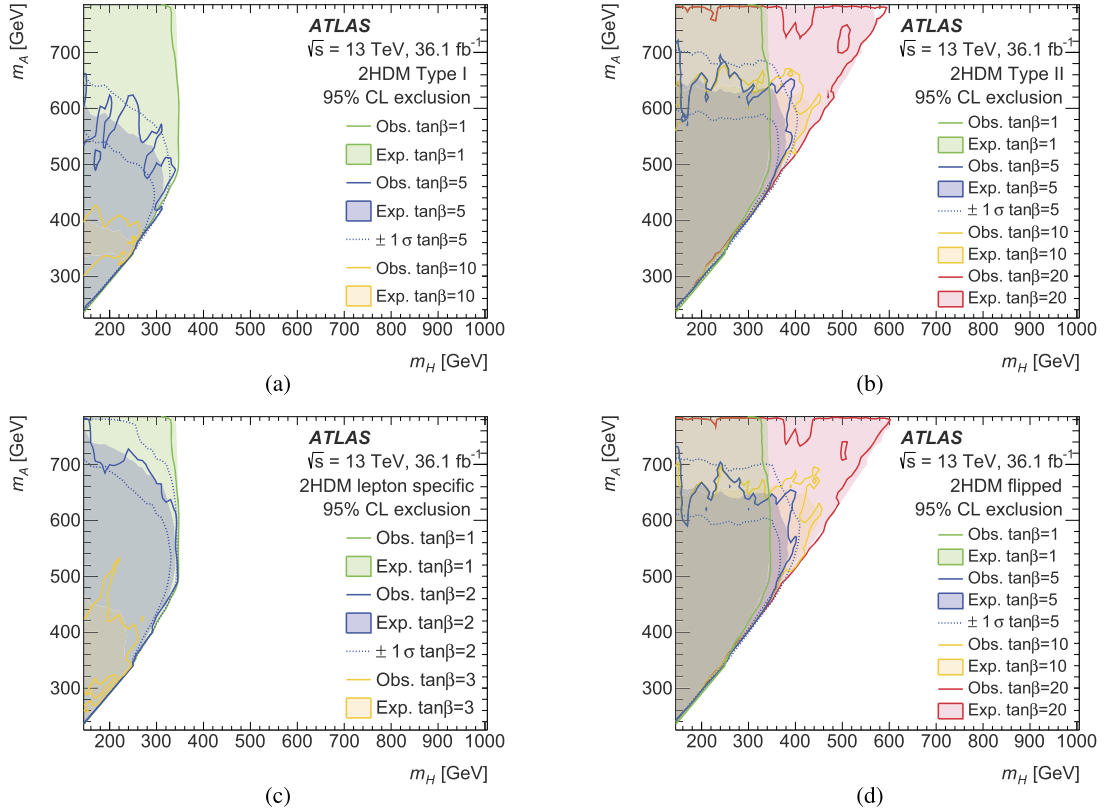 ATLAS
√s = 13 TeV, 36.1 fb⁻¹
2HDM Type I
95% CL exclusion
Obs. tanβ=1
Exp. tanβ=1
Obs. tanβ=5
Exp. tanβ=5
± 1 σ tanβ=5
Obs. tanβ=10
Exp. tanβ=10
m_A [GeV]
700
600
500
400
300
200 300 400 500 600 700 800 900 1000
m_H [GeV]
(a)
ATLAS
√s = 13 TeV, 36.1 fb⁻¹
2HDM Type II
95% CL exclusion
Obs. tanβ=1
Exp. tanβ=1
Obs. tanβ=5
Exp. tanβ=5
± 1 σ tanβ=5
Obs. tanβ=10
Exp. tanβ=10
Obs. tanβ=20
Exp. tanβ=20
m_A [GeV]
700
600
500
400
300
200 300 400 500 600 700 800 900 1000
m_H [GeV]
(b)
ATLAS
√s = 13 TeV, 36.1 fb⁻¹
2HDM lepton specific
95% CL exclusion
Obs. tanβ=1
Exp. tanβ=1
Obs. tanβ=2
Exp. tanβ=2
± 1 σ tanβ=2
Obs. tanβ=3
Exp. tanβ=3
m_A [GeV]
700
600
500
400
300
200 300 400 500 600 700 800 900 1000
m_H [GeV]
(c)
ATLAS
√s = 13 TeV, 36.1 fb⁻¹
2HDM flipped
95% CL exclusion
Obs. tanβ=1
Exp. tanβ=1
Obs. tanβ=5
Exp. tanβ=5
± 1 σ tanβ=5
Obs. tanβ=10
Exp. tanβ=10
Obs. tanβ=20
Exp. tanβ=20
m_A [GeV]
700
600
500
400
300
200 300 400 500 600 700 800 900 1000
m_H [GeV]
(d)